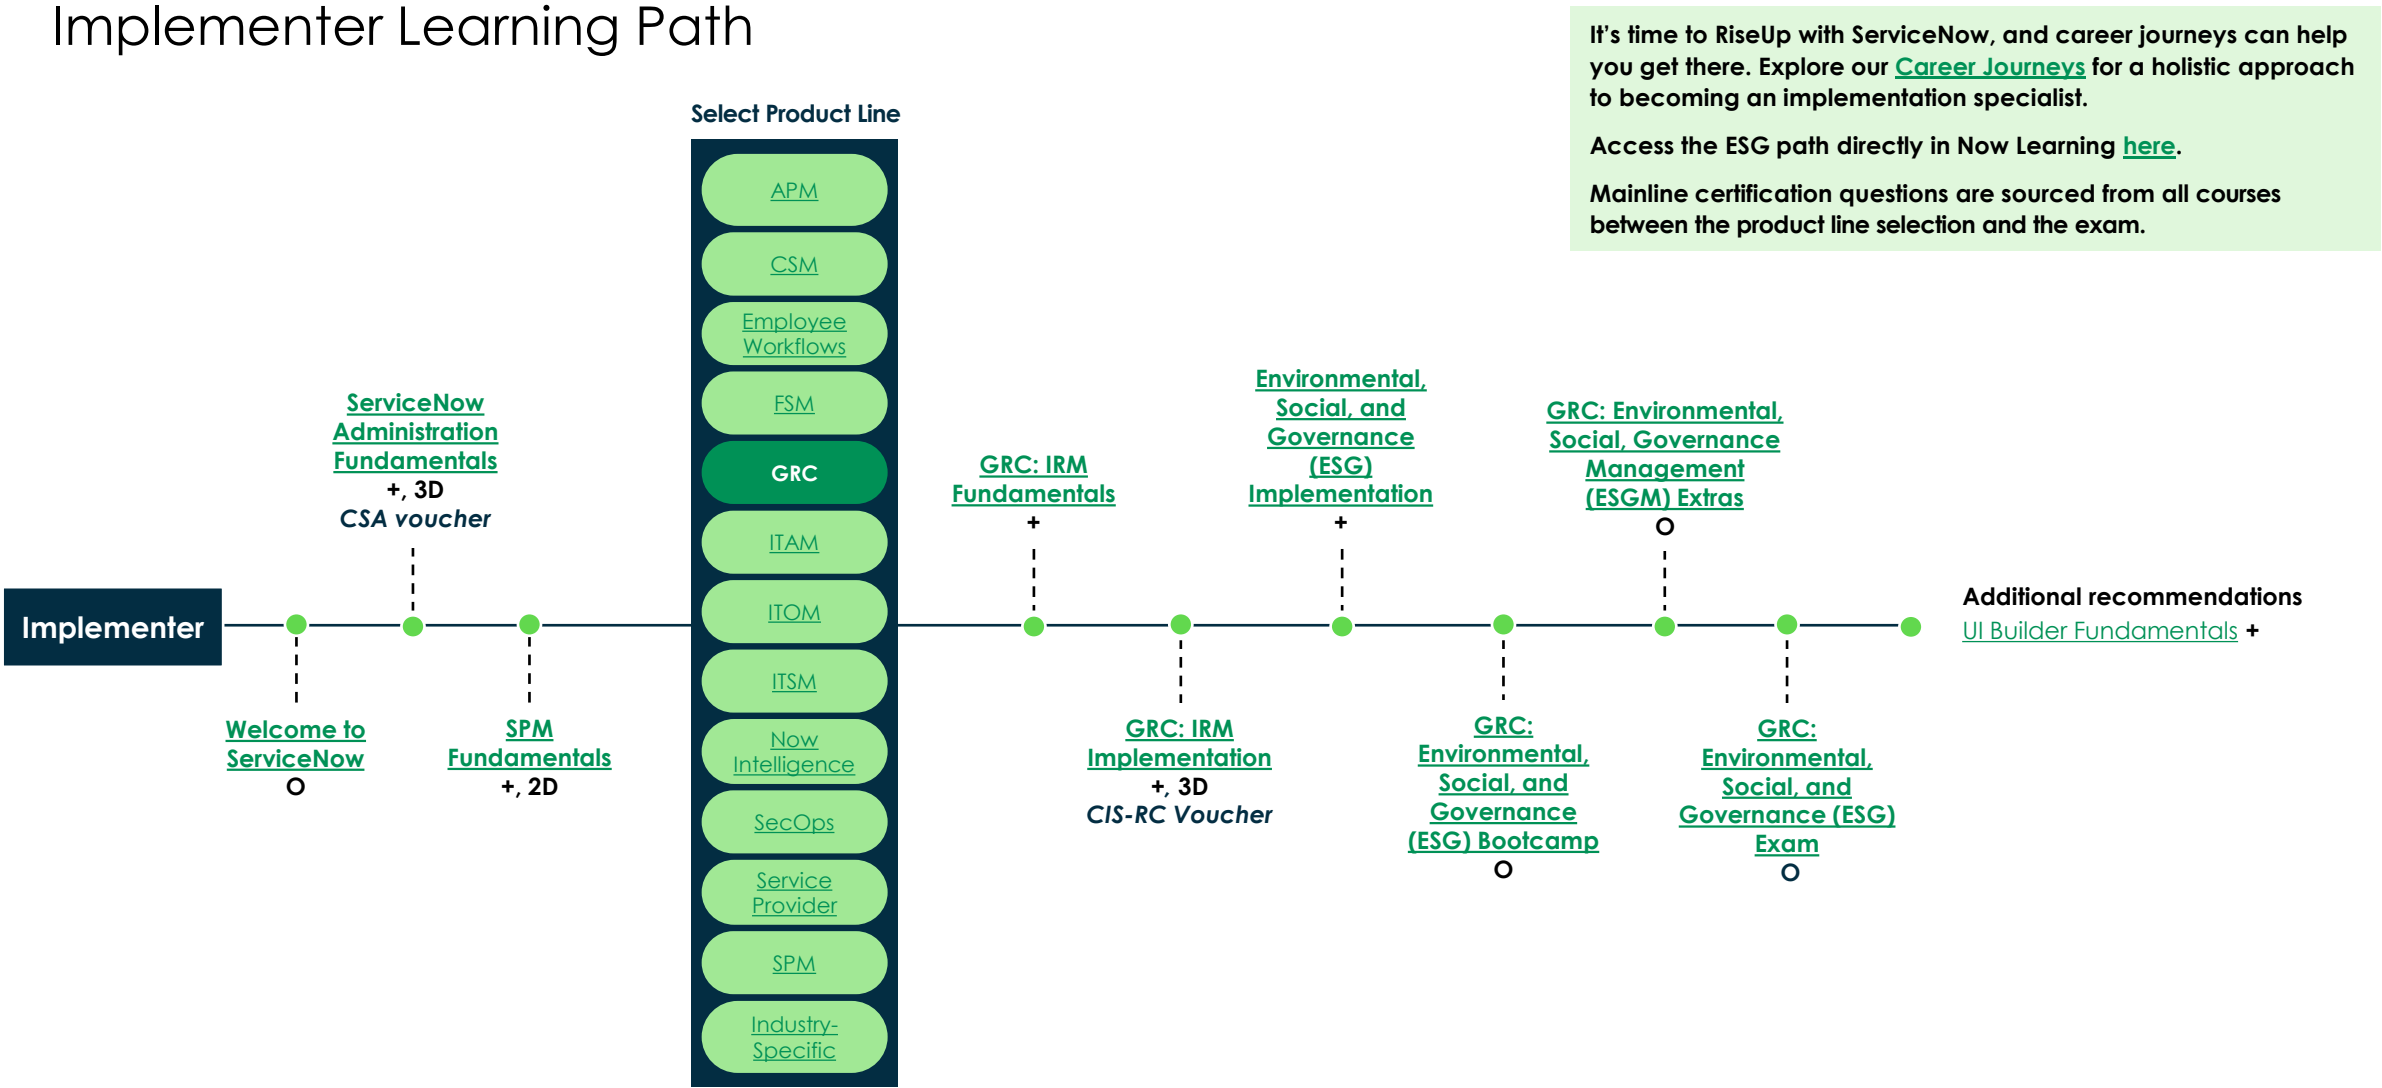 Implementer Learning Path
It's time to RiseUp with ServiceNow, and career journeys can help
you get there. Explore our Career Journeys for a holistic approach
to becoming an implementation specialist.
Access the ESG path directly in Now Learning here.
Mainline certification questions are sourced from all courses
between the product line selection and the exam.
Implementer
Welcome to
ServiceNow
O
ServiceNow
Administration
Fundamentals
+, 3D
CSA voucher
SPM
Fundamentals
+, 2D
Select Product Line
APM
CSM
Employee
Workflows
FSM
GRC
ITAM
ITOM
ITSM
Now
Intelligence
SecOps
Service
Provider
SPM
Industry-
Specific
GRC: IRM
Fundamentals
+
GRC: IRM
Implementation
+, 3D
CIS-RC Voucher
Environmental,
Social, and
Governance
(ESG)
Implementation
+
GRC:
Environmental,
Social, and
Governance
(ESG) Bootcamp
O
GRC: Environmental,
Social, Governance
Management
(ESGM) Extras
O
GRC:
Environmental,
Social, and
Governance (ESG)
Exam
O
Additional recommendations
UI Builder Fundamentals +